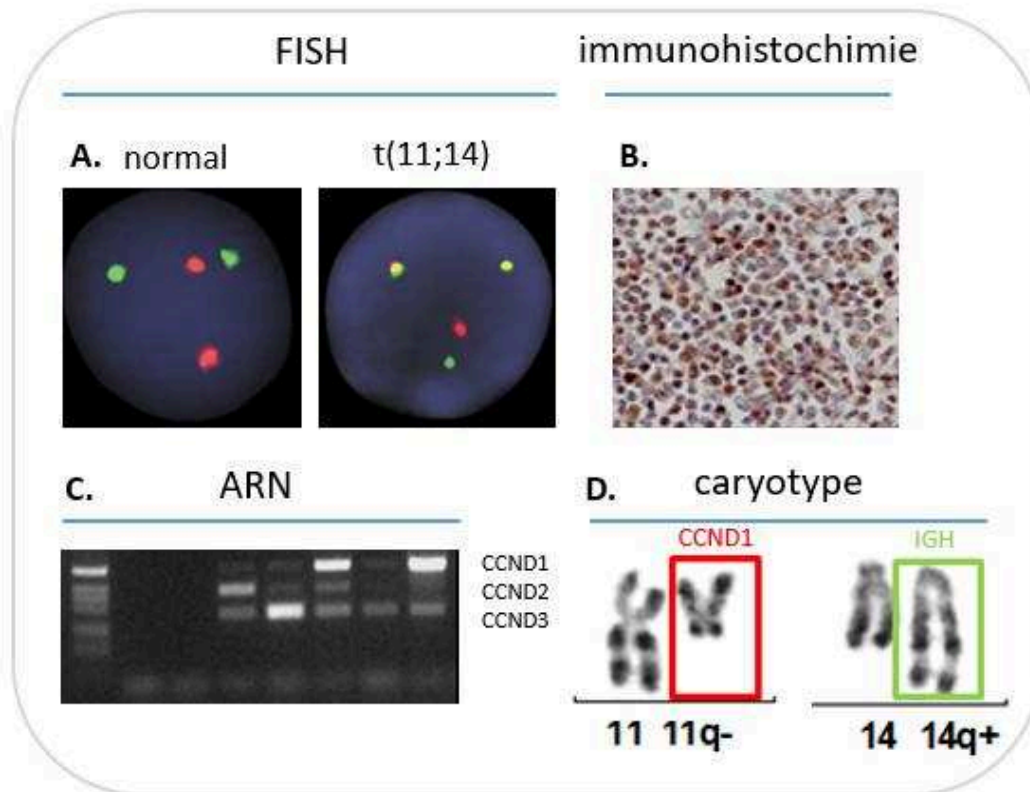 FISH
immunohistochimie
A. normal
t(11;14)
B.
C. ARN
D. caryotype
CCND1
CCND2
CCND3
CCND1
IGH
11 11q-
14 14q+